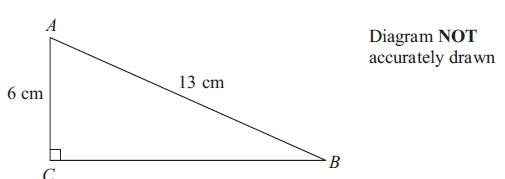 A
Diagram NOT
accurately drawn
13 cm
6 cm
B
C